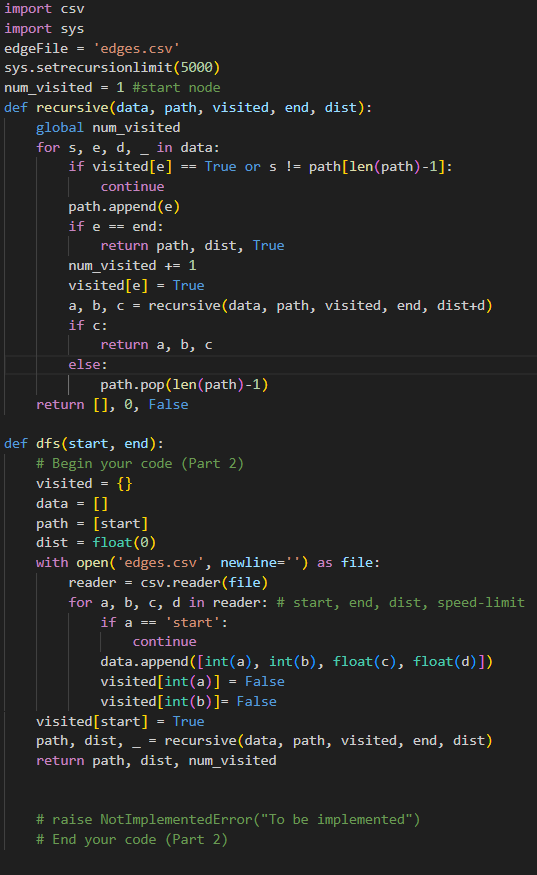 import csv
import sys
edgeFile = 'edges.csv'
sys.setrecursionlimit(5000)
num_visited = 1 #start node
def recursive(data, path, visited, end, dist):
    global num_visited
    for s, e, d, _ in data:
        if visited[e] == True or s != path[len(path)-1]:
            continue
        path.append(e)
        if e == end:
            return path, dist, True
        num_visited += 1
        visited[e] = True
        a, b, c = recursive(data, path, visited, end, dist+d)
        if c:
            return a, b, c
        else:
            path.pop(len(path)-1)
    return [], 0, False

def dfs(start, end):
    # Begin your code (Part 2)
    visited = {}
    data = []
    path = [start]
    dist = float(0)
    with open('edges.csv', newline='') as file:
        reader = csv.reader(file)
        for a, b, c, d in reader: # start, end, dist, speed-limit
            if a == 'start':
                continue
            data.append([int(a), int(b), float(c), float(d)])
            visited[int(a)] = False
            visited[int(b)]= False
    visited[start] = True
    path, dist, _ = recursive(data, path, visited, end, dist)
    return path, dist, num_visited


    # raise NotImplementedError("To be implemented")
    # End your code (Part 2)